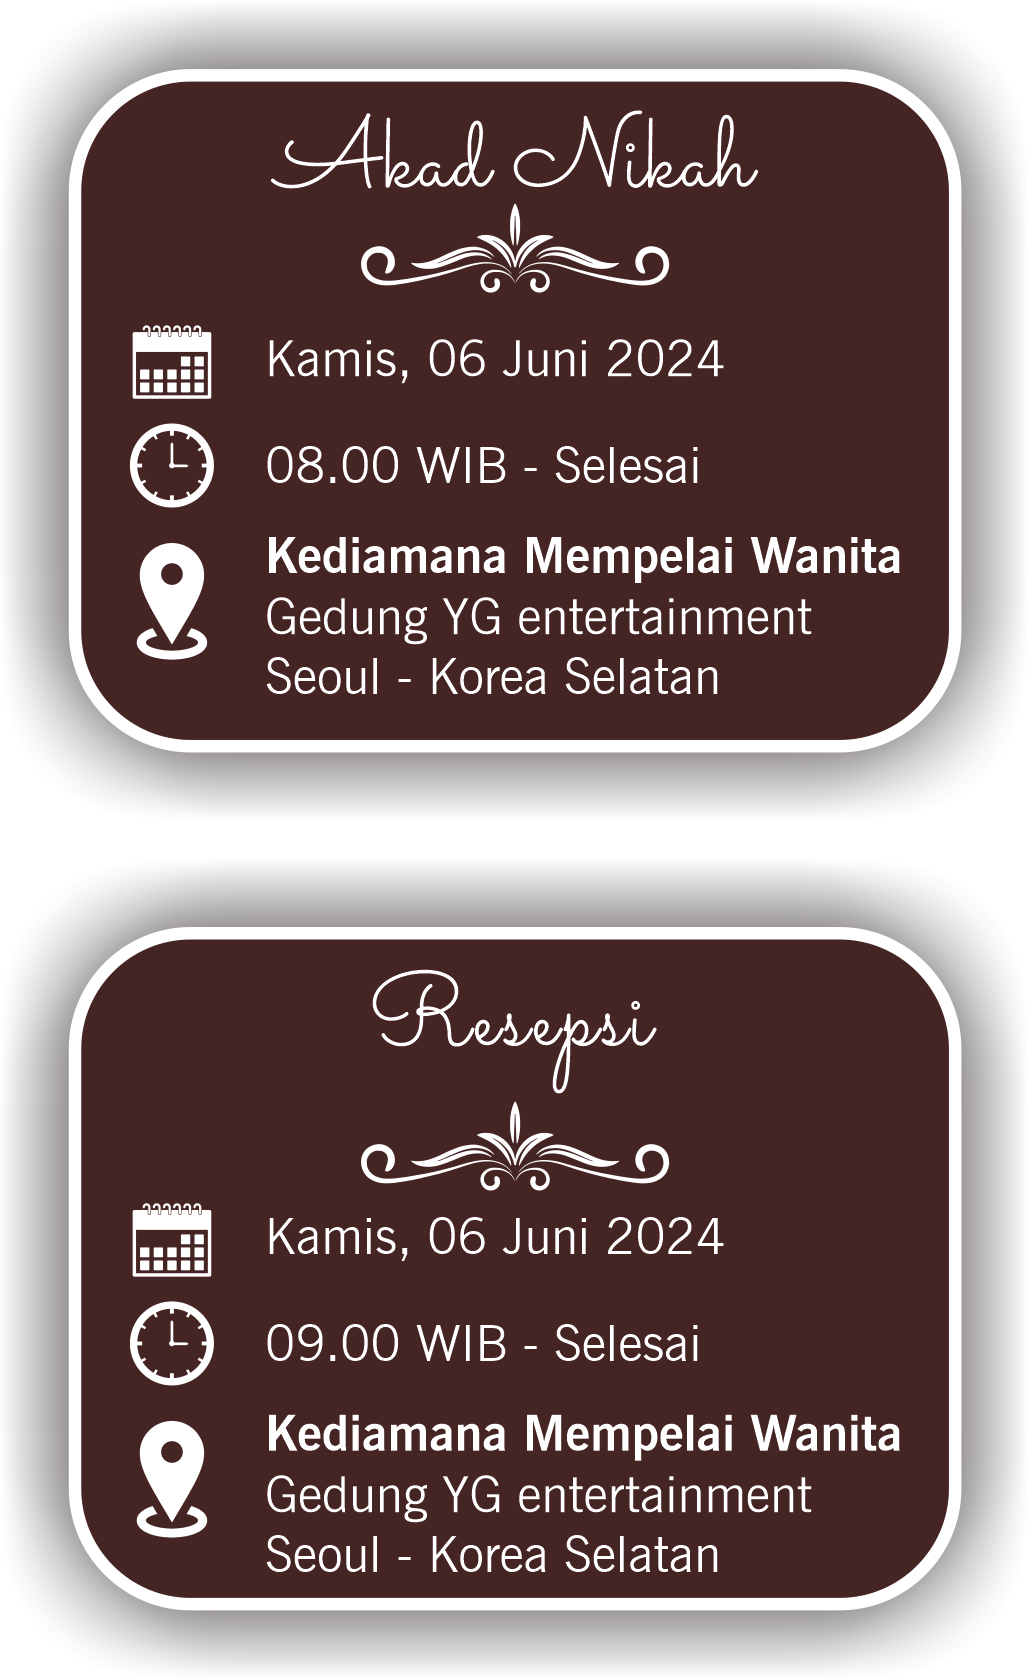 Akad Nikah
Kamis, 06 Juni 2024
08.00 WIB - Selesai
Kediamana Mempelai Wanita
Gedung YG entertainment
Seoul - Korea Selatan
Resepsi
Kamis, 06 Juni 2024
09.00 WIB - Selesai
Kediamana Mempelai Wanita
Gedung YG entertainment
Seoul - Korea Selatan